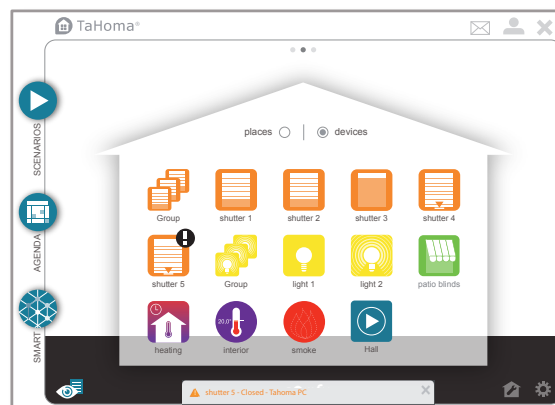 TaHoma®
places
devices
SCENARIOS
Group
shutter 1
shutter 2
shutter 3
shutter 4
AGENDA
shutter 5
Group
light 1
light 2
patio blinds
SMART
20,0°
heating
interior
smoke
Hall
shutter 5 - Closed - Tahoma PC